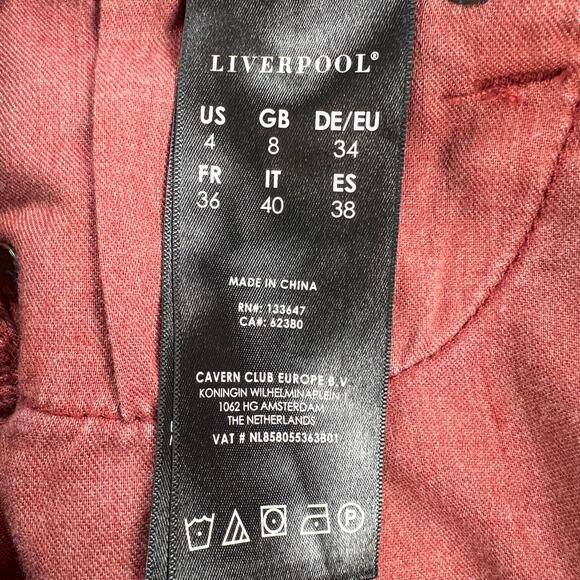 LIVERPOOL®
US GB DE/EU
4 8 34
FR IT ES
36 40 38
MADE IN CHINA
RN#: 133647
CA#: 62380
CAVERN CLUB EUROPE B.V
KONINGIN WILHELMINAPLEIN 1
1062 HG AMSTERDAM
THE NETHERLANDS
VAT # NL858055363B01
P